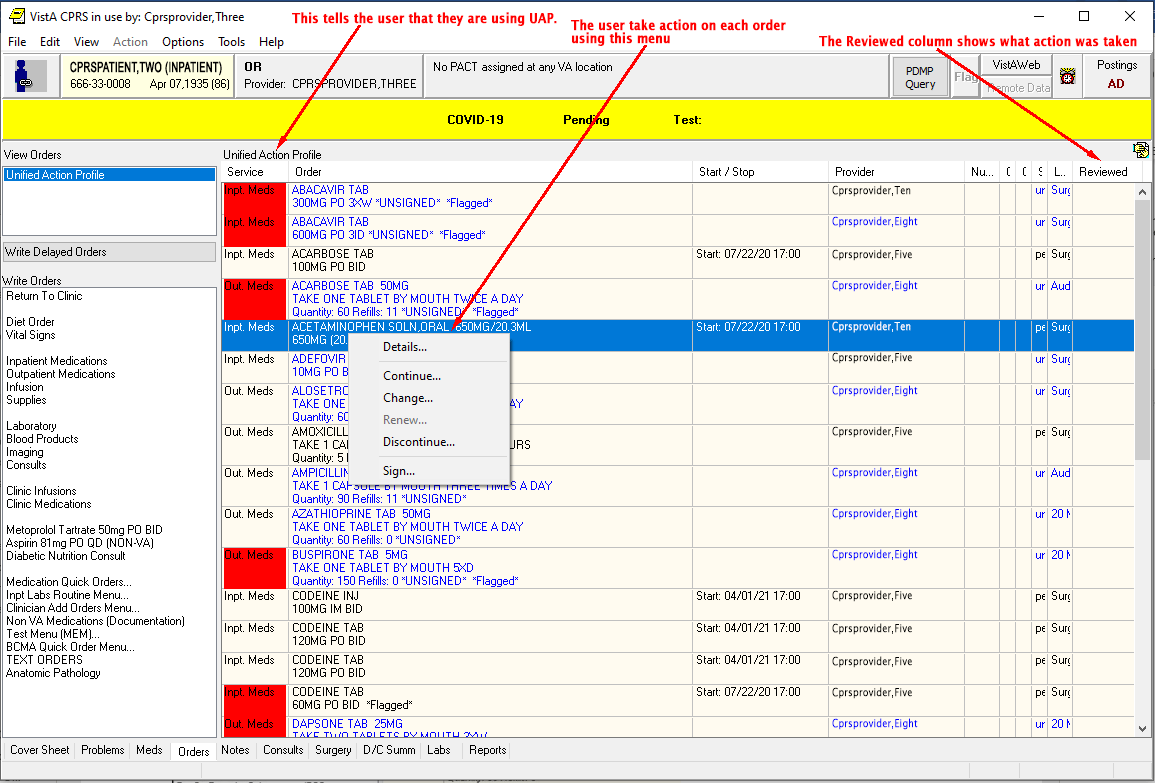 VistA CPRS in use by: Cprsprovider,Three
Vista tells the user that they are using UAP.
The user take action on each order
using this menu
The Reviewed column shows what action was taken
File Edit View Action Options Tools Help
CPRSPATIENT,TWO (INPATIENT)
666-33-0008 Apr 07,1935 (86)
OR
Provider: CPRSPROVIDER,THREE
No PACT assigned at any VA location
PDMP
Query
Flag
VistAWeb
Remote Data
Postings
AD
COVID-19 Pending Test:
View Orders
Unified Action Profile
Write Delayed Orders
Write Orders
Return To Clinic
Diet Order
Vital Signs
Inpatient Medications
Outpatient Medications
Infusion
Supplies
Laboratory
Blood Products
Imaging
Consults
Clinic Infusions
Clinic Medications
Metoprolol Tartrate 50mg PO BID
Aspirin 81mg PO QD (NON-VA)
Diabetic Nutrition Consult
Medication Quick Orders...
Inpt Labs Routine Menu...
Clinician Add Orders Menu...
Non VA Medications (Documentation)
Test Menu (MEM)...
BCMA Quick Order Menu...
TEXT ORDERS
Anatomic Pathology
Unified Action Profile
Service Order Start / Stop Provider Nu... L... Reviewed
Inpt. Meds ABACAVIR TAB Cprsprovider,Ten ur Surg
300MG PO 3XW *UNSIGNED* *Flagged*
Inpt. Meds ABACAVIR TAB Cprsprovider,Eight ur Surg
600MG PO 3ID *UNSIGNED* *Flagged*
Inpt. Meds ACARBOSE TAB Start: 07/22/20 17:00 Cprsprovider,Ten pe Surg
100MG PO BID
Out. Meds ACARBOSE TAB 50MG Cprsprovider,Eight ur Aud
TAKE ONE TABLET BY MOUTH TWICE A DAY
Quantity: 60 Refills: 11 *UNSIGNED* *Flagged*
Inpt. Meds ACETAMINOPHEN SOLN,ORAL 650MG/20.3ML Start: 07/22/20 17:00 Cprsprovider,Ten pe Surg
650MG (20.
Inpt. Meds ADEFOVIR Cprsprovider,Five pe Surg
10MG PO B
Out. Meds ALOSETRO Cprsprovider,Eight ur Surg
TAKE ONE AY
Quantity: 60
Out. Meds AMOXICILL Cprsprovider,Five pe Surg
TAKE 1 CAP URS
Quantity: 5
Out. Meds AMPICILLIN Cprsprovider,Eight ur Aud
TAKE 1 CAPSULE BY MOUTH THREE TIMES A DAY
Quantity: 90 Refills: 11 *UNSIGNED*
Out. Meds AZATHIOPRINE TAB 50MG Cprsprovider,Eight ur 20 M
TAKE ONE TABLET BY MOUTH TWICE A DAY
Quantity: 60 Refills: 0 *UNSIGNED*
Out. Meds BUSPIRONE TAB 5MG Cprsprovider,Eight ur 20 M
TAKE ONE TABLET BY MOUTH 5XD
Quantity: 150 Refills: 0 *UNSIGNED* *Flagged*
Inpt. Meds CODEINE INJ Start: 04/01/21 17:00 Cprsprovider,Five pe Surg
100MG IM BID
Inpt. Meds CODEINE TAB Start: 04/01/21 17:00 Cprsprovider,Five pe Surg
120MG PO BID
Inpt. Meds CODEINE TAB Start: 04/01/21 17:00 Cprsprovider,Five pe Surg
120MG PO BID
Inpt. Meds CODEINE TAB Start: 07/22/20 17:00 Cprsprovider,Five pe Surg
60MG PO BID *Flagged*
Out. Meds DAPSONE TAB 25MG Cprsprovider,Eight ur 20 M
TAKE TWO TABLETS BY MOUTH 3XW
Details...
Continue...
Change...
Renew...
Discontinue...
Sign...
Cover Sheet Problems Meds Orders Notes Consults Surgery D/C Summ Labs Reports